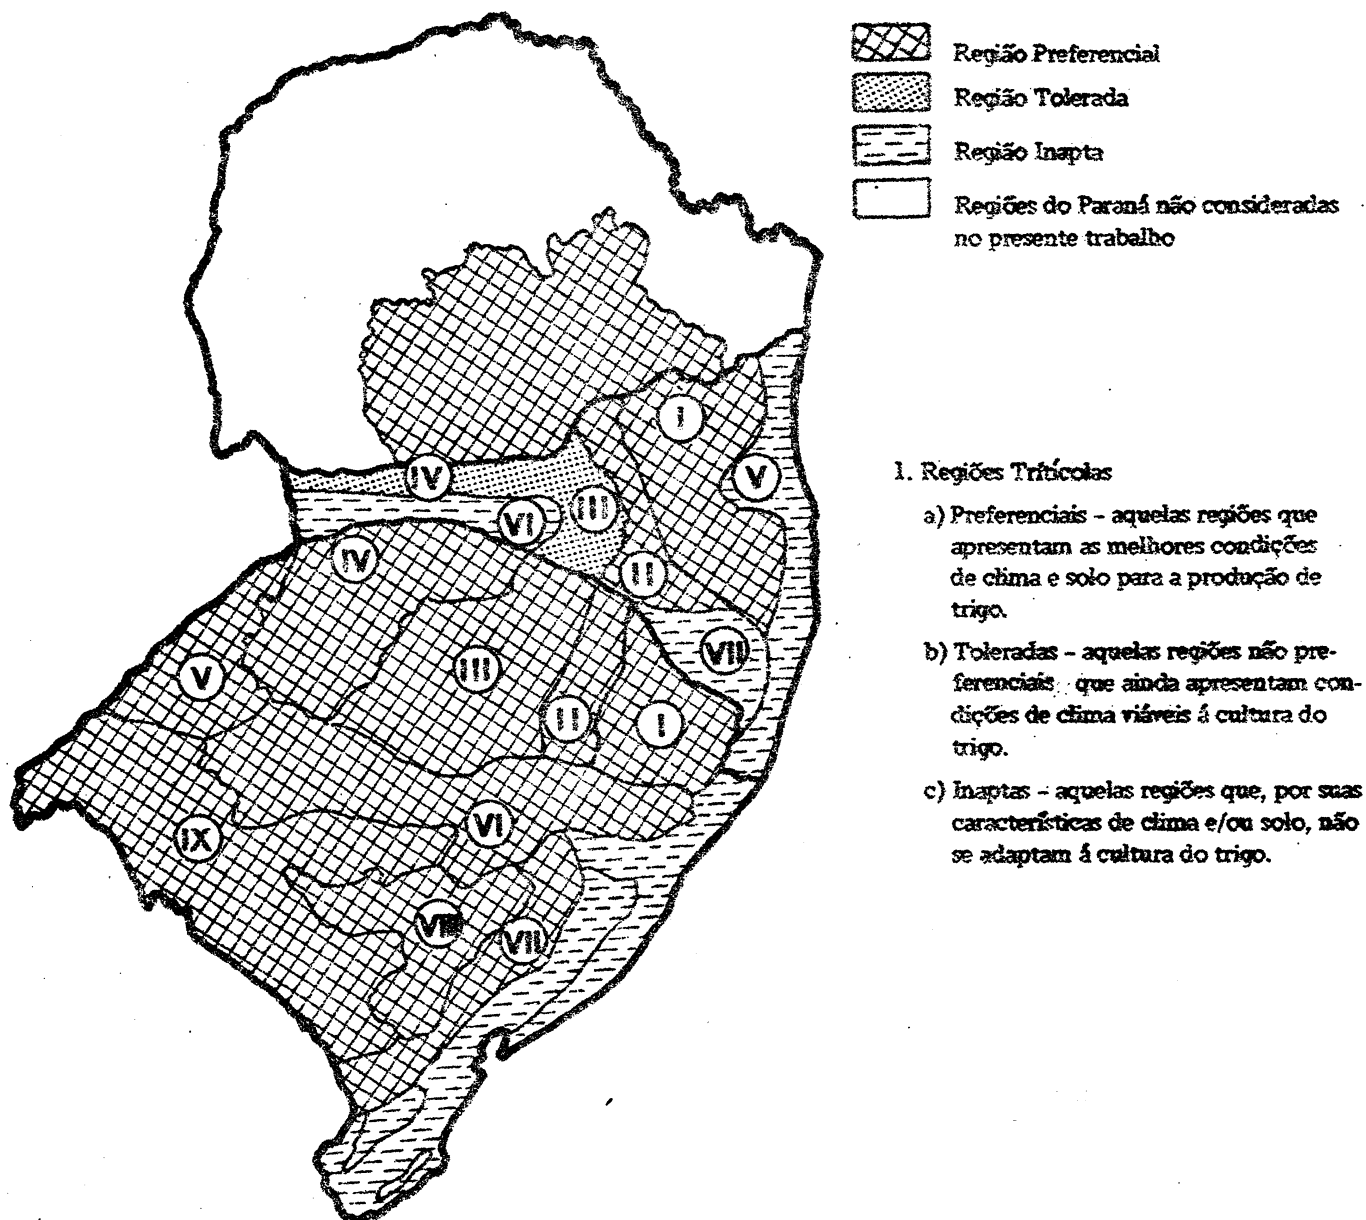 Região Preferencial
Região Tolerada
Região Inapta
Regiões do Paraná não consideradas
no presente trabalho
1. Regiões Trítícolas
a) Preferenciais - aquelas regiões que
apresentam as melhores condições
de clima e solo para a produção de
trigo.
b) Toleradas - aquelas regiões não pre-
ferenciais que ainda apresentam con-
dições de clima viáveis á cultura do
trigo.
c) Inaptas - aquelas regiões que, por suas
características de clima e/ou solo, não
se adaptam á cultura do trigo.
I
V
IV
III
VI
IV
II
VII
V
III
II
I
IX
VI
VIII
VII